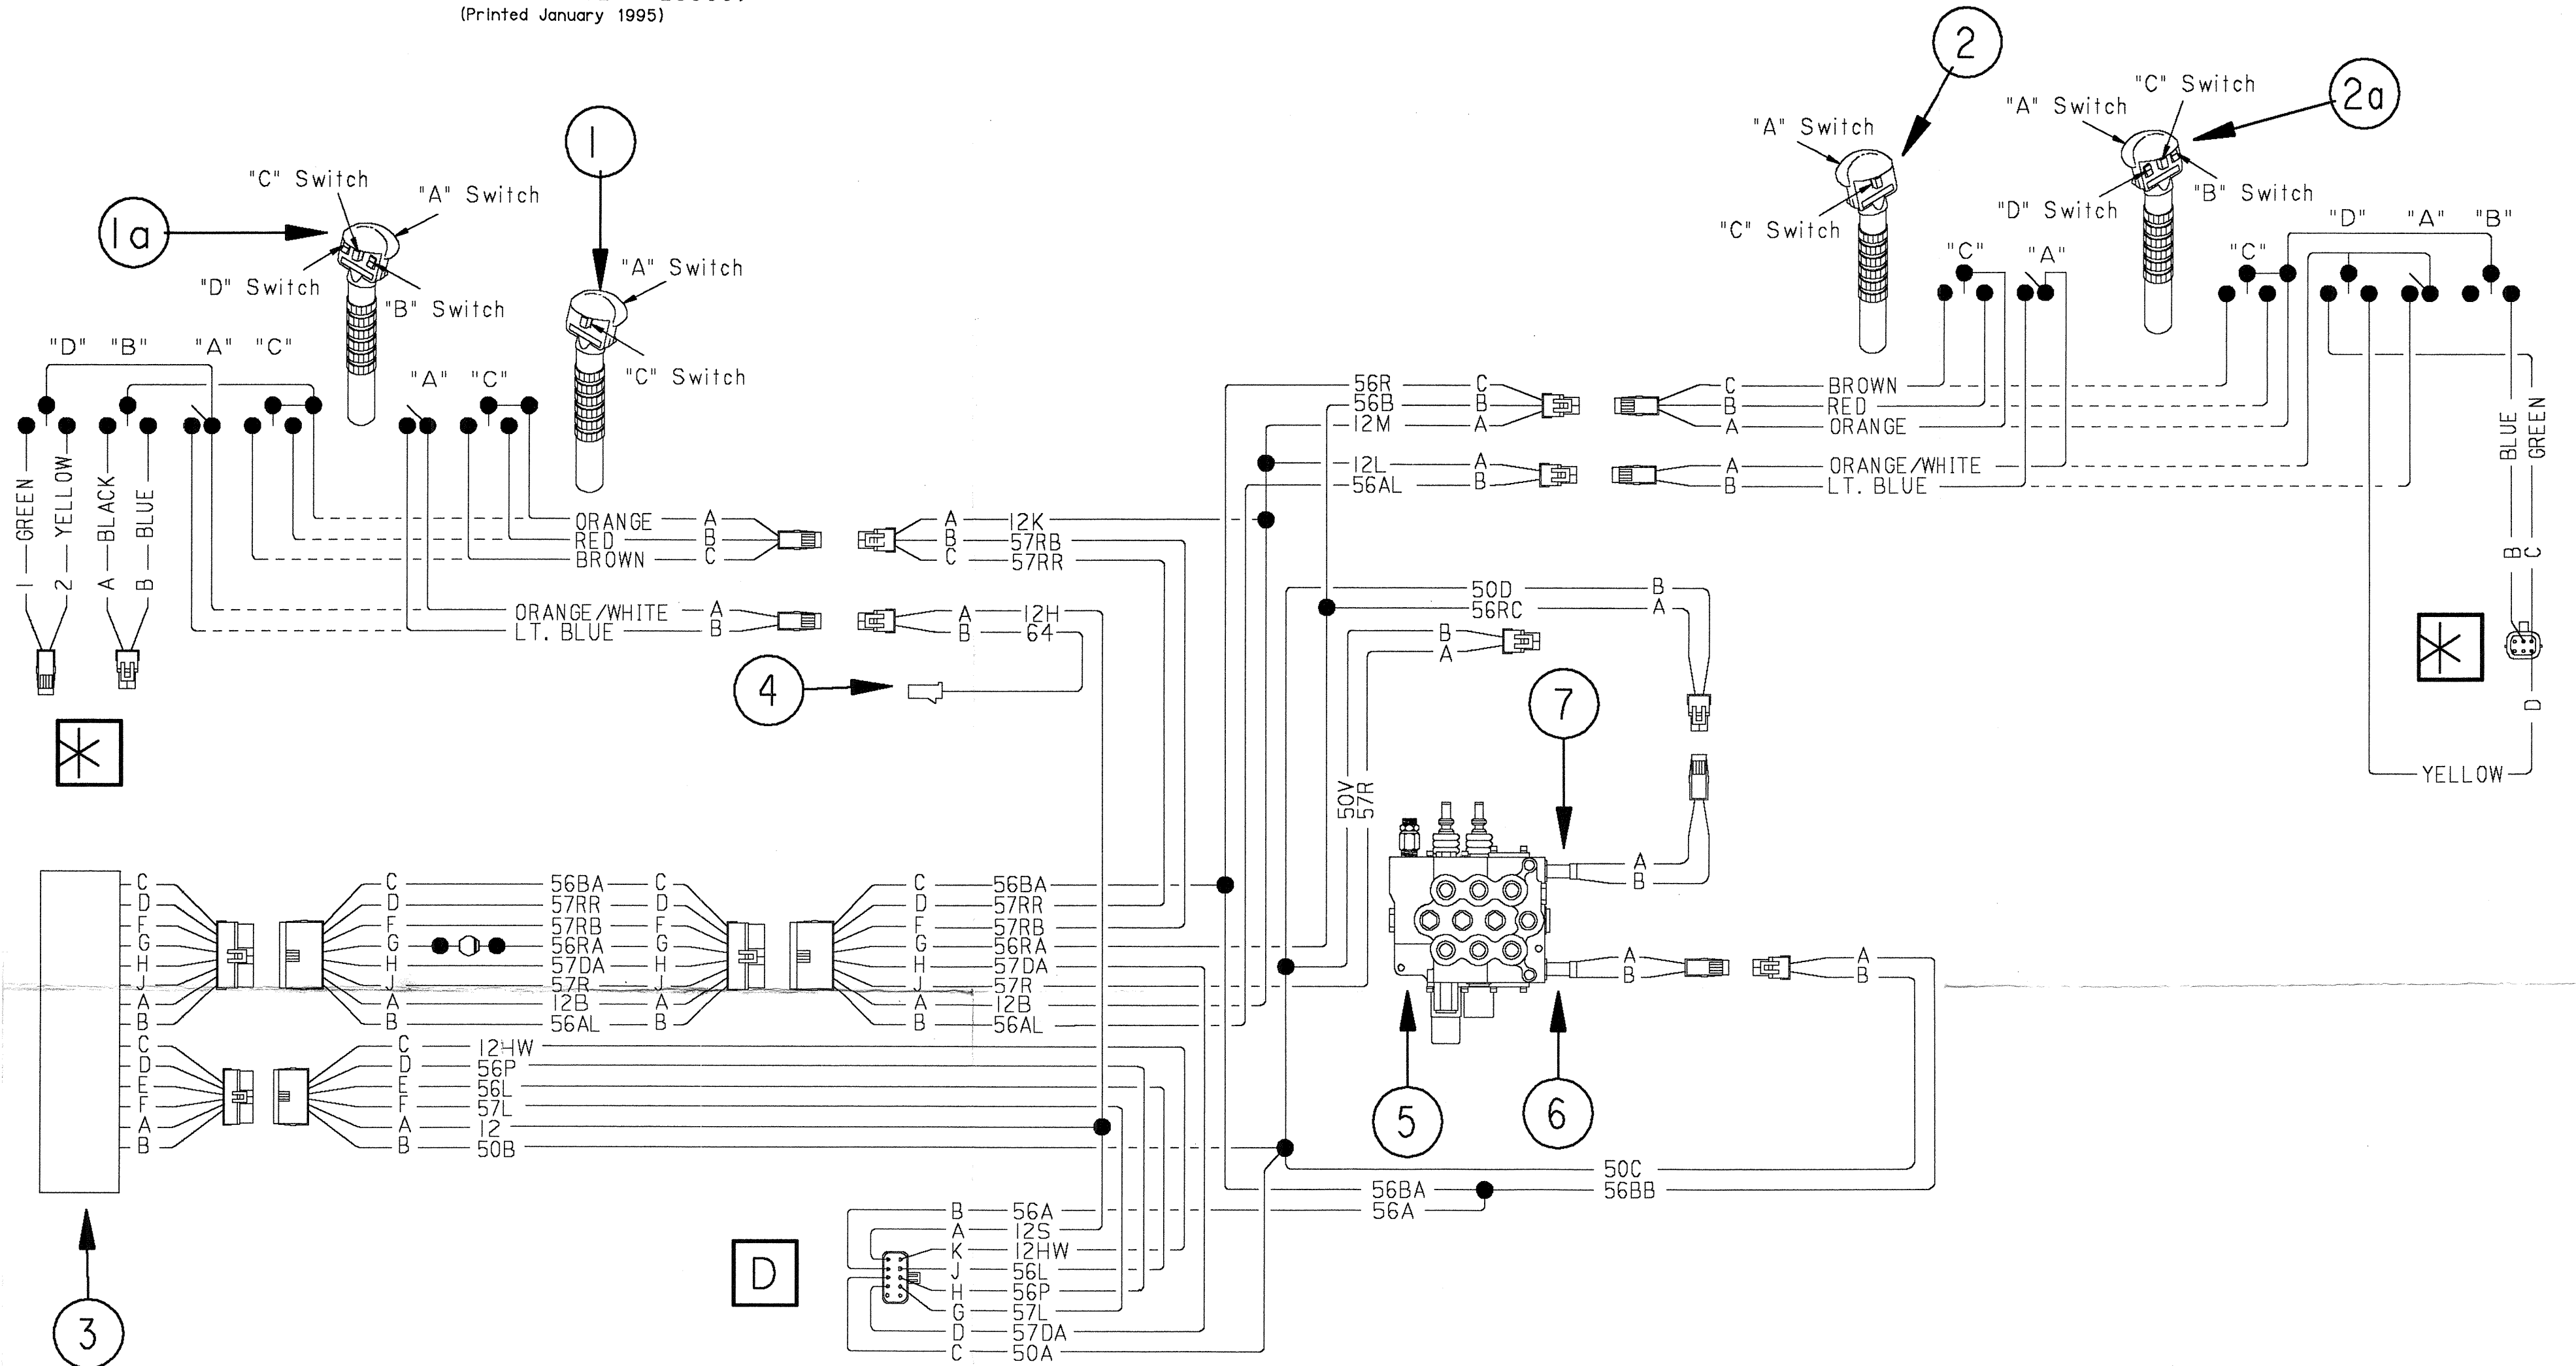 (Printed January 1995)
1
1a
"C" Switch
"A" Switch
"D" Switch
"B" Switch
"A" Switch
"C" Switch
"D" "B" "A" "C"
"A" "C"
1 GREEN
2 YELLOW
A BLACK
B BLUE
ORANGE A
RED B
BROWN C
A 12K
B 57RB
C 57RR
ORANGE/WHITE A
LT. BLUE B
A 12H
B 64
4
2
2a
"A" Switch
"C" Switch
"A" Switch
"C" Switch
"D" Switch
"B" Switch
"C" "A"
"C" "D" "A" "B"
56R C
56B B
12M A
12L A
56AL B
C BROWN
B RED
A ORANGE
A ORANGE/WHITE
B LT. BLUE
BLUE B
GREEN C
D
YELLOW
50D B
56RC A
B
A
50V
57R
7
A
B
A
B
A
B
5
6
50C
56BA 56BB
56A
3
C C 56BA C C 56BA
D D 57RR D D 57RR
F F 57RB F F 57RB
G G 56RA G G 56RA
H H 57DA H H 57DA
J J 57R J J 57R
A A 12B A A 12B
B B 56AL B B 56AL
C C 12HW
D D 56P
E E 56L
F F 57L
A A 12
B B 50B
D
B 56A
A 12S
K 12HW
J 56L
H 56P
G 57L
D 57DA
C 50A